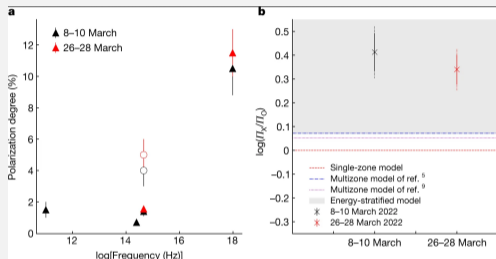 a
8–10 March
26–28 March
12
10
8
6
4
2
0
Polarization degree (%)
12
14
16
18
log[Frequency (Hz)]
b
0.5
0.4
0.3
0.2
0.1
0
−0.1
−0.2
−0.3
log(Π_X/Π_O)
Single-zone model
Multizone model of ref. 5
Multizone model of ref. 9
Energy-stratified model
8–10 March 2022
26–28 March 2022
8–10 March
26–28 March